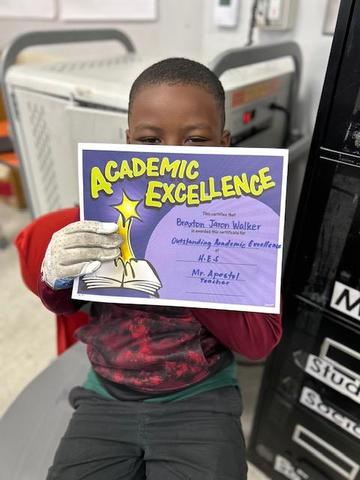 ACADEMIC
EXCELLENCE
This certifies that
Braxton Jaron Walker
is awarded this certificate for
Outstanding Academic Excellence
at
H.E.S
Mr. Apostol
Teacher
M
Stud
Soc